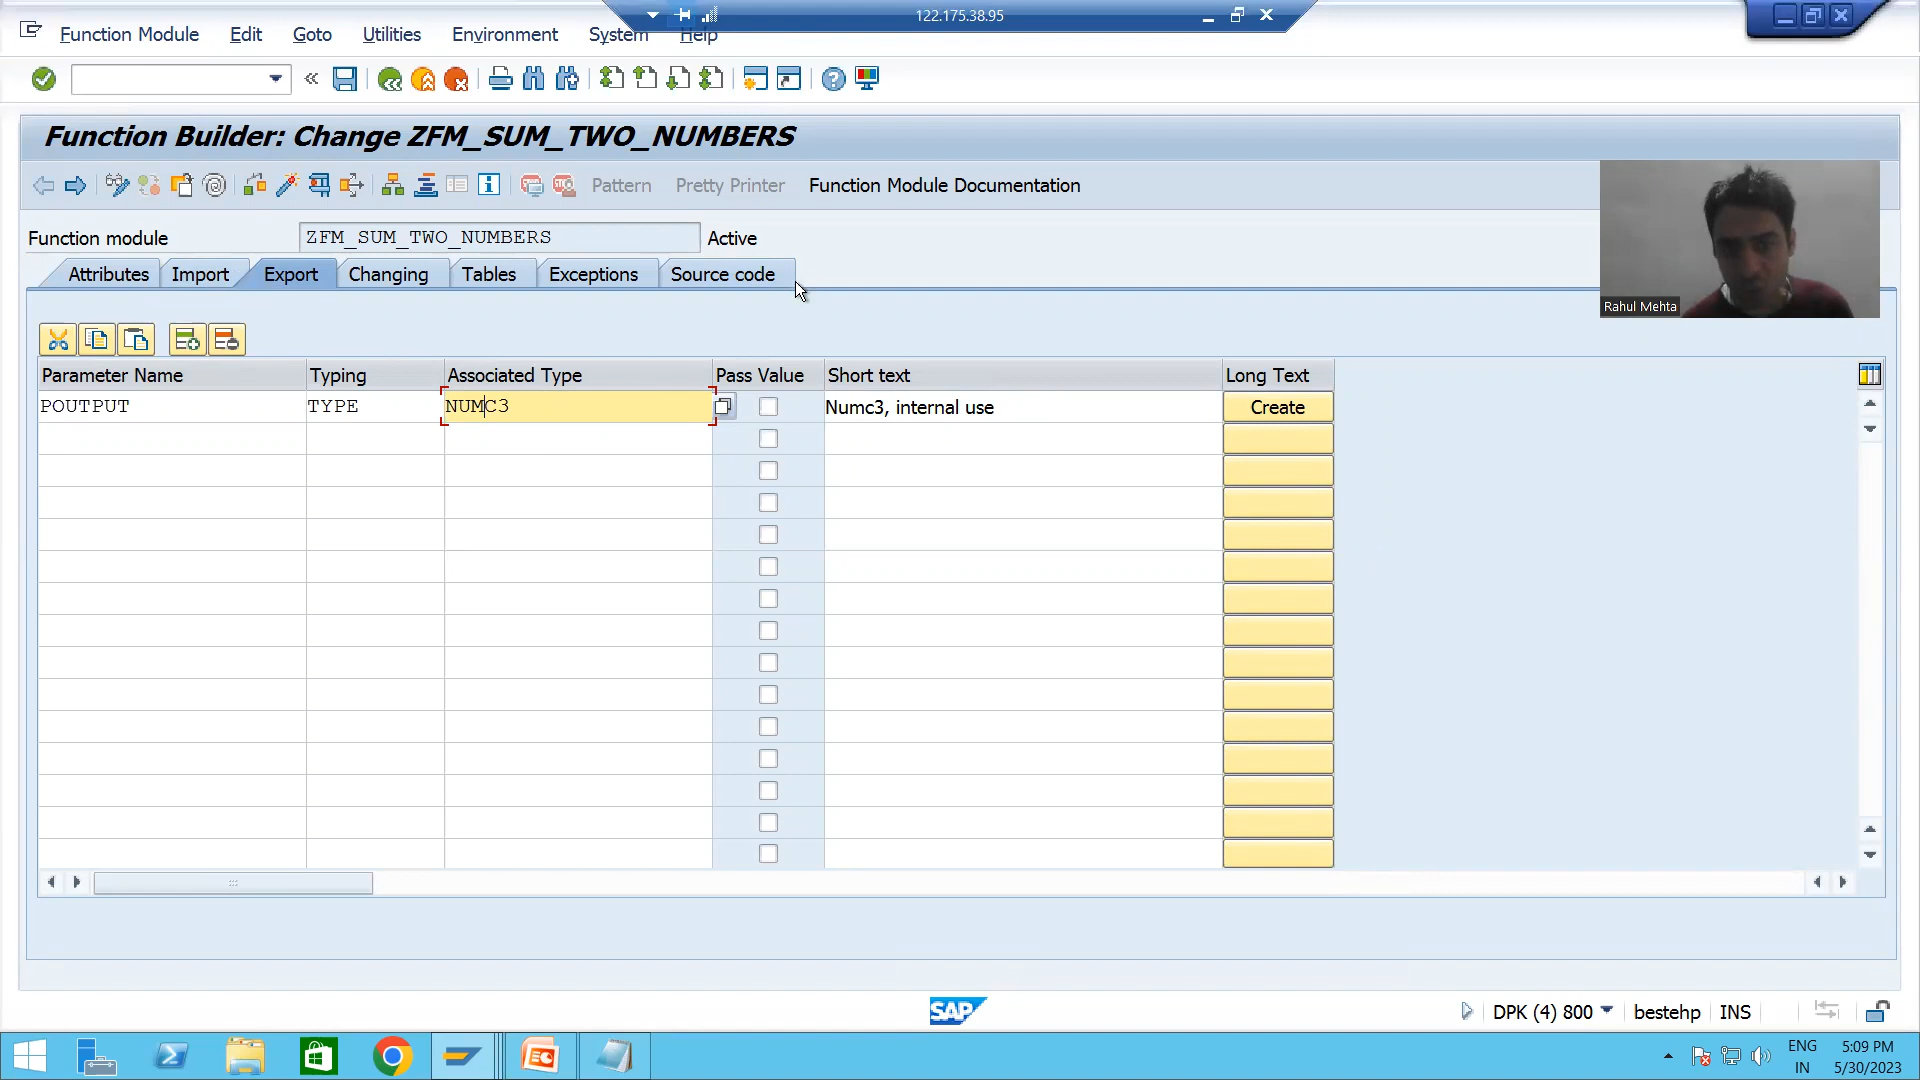 122.175.38.95
Function Module Edit Goto Utilities Environment System Help
Function Builder: Change ZFM_SUM_TWO_NUMBERS
Pattern Pretty Printer Function Module Documentation
Function module ZFM_SUM_TWO_NUMBERS Active
Attributes Import Export Changing Tables Exceptions Source code
Rahul Mehta
Parameter Name Typing Associated Type Pass Value Short text Long Text
POUTPUT TYPE NUMC3 Numc3, internal use Create
SAP DPK (4) 800 bestehp INS
ENG 5:09 PM
IN 5/30/2023